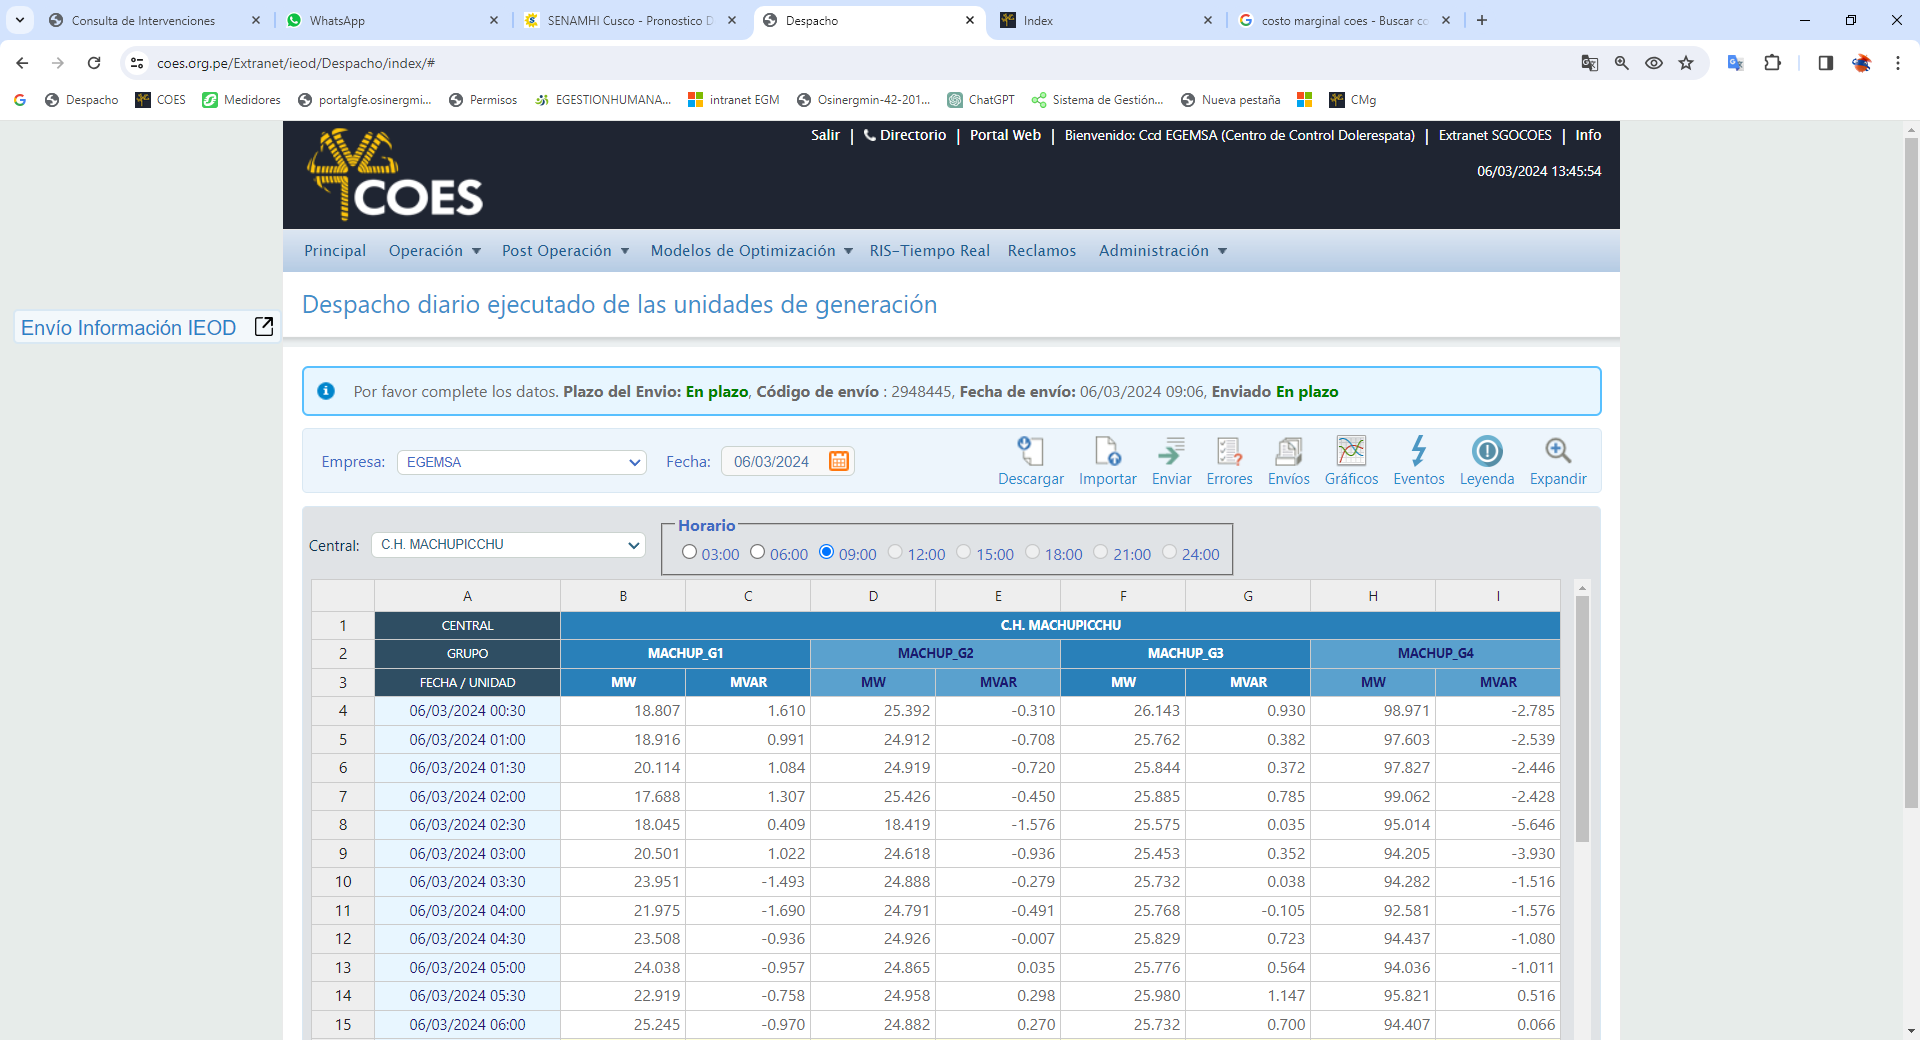 Consulta de Intervenciones
WhatsApp
SENAMHI Cusco - Pronostico D
Despacho
Index
costo marginal coes - Buscar co
coes.org.pe/Extranet/ieod/Despacho/index/#
Despacho
COES
Medidores
portalgfe.osinergmi...
Permisos
EGESTIONHUMANA...
intranet EGM
Osinergmin-42-201...
ChatGPT
Sistema de Gestión...
Nueva pestaña
CMg
COES
Salir | Directorio | Portal Web | Bienvenido: Ccd EGEMSA (Centro de Control Dolerespata) | Extranet SGOCOES | Info
06/03/2024 13:45:54
Principal Operación Post Operación Modelos de Optimización RIS-Tiempo Real Reclamos Administración
Despacho diario ejecutado de las unidades de generación
Envío Información IEOD
Por favor complete los datos. Plazo del Envio: En plazo, Código de envío : 2948445, Fecha de envío: 06/03/2024 09:06, Enviado En plazo
Empresa: EGEMSA Fecha: 06/03/2024
Descargar Importar Enviar Errores Envíos Gráficos Eventos Leyenda Expandir
Central: C.H. MACHUPICCHU
Horario
03:00 06:00 09:00 12:00 15:00 18:00 21:00 24:00
A B C D E F G H I
1 CENTRAL C.H. MACHUPICCHU
2 GRUPO MACHUP_G1 MACHUP_G2 MACHUP_G3 MACHUP_G4
3 FECHA / UNIDAD MW MVAR MW MVAR MW MVAR MW MVAR
4 06/03/2024 00:30 18.807 1.610 25.392 -0.310 26.143 0.930 98.971 -2.785
5 06/03/2024 01:00 18.916 0.991 24.912 -0.708 25.762 0.382 97.603 -2.539
6 06/03/2024 01:30 20.114 1.084 24.919 -0.720 25.844 0.372 97.827 -2.446
7 06/03/2024 02:00 17.688 1.307 25.426 -0.450 25.885 0.785 99.062 -2.428
8 06/03/2024 02:30 18.045 0.409 18.419 -1.576 25.575 0.035 95.014 -5.646
9 06/03/2024 03:00 20.501 1.022 24.618 -0.936 25.453 0.352 94.205 -3.930
10 06/03/2024 03:30 23.951 -1.493 24.888 -0.279 25.732 0.038 94.282 -1.516
11 06/03/2024 04:00 21.975 -1.690 24.791 -0.491 25.768 -0.105 92.581 -1.576
12 06/03/2024 04:30 23.508 -0.936 24.926 -0.007 25.829 0.723 94.437 -1.080
13 06/03/2024 05:00 24.038 -0.957 24.865 0.035 25.776 0.564 94.036 -1.011
14 06/03/2024 05:30 22.919 -0.758 24.958 0.298 25.980 1.147 95.821 0.516
15 06/03/2024 06:00 25.245 -0.970 24.882 0.270 25.732 0.700 94.407 0.066